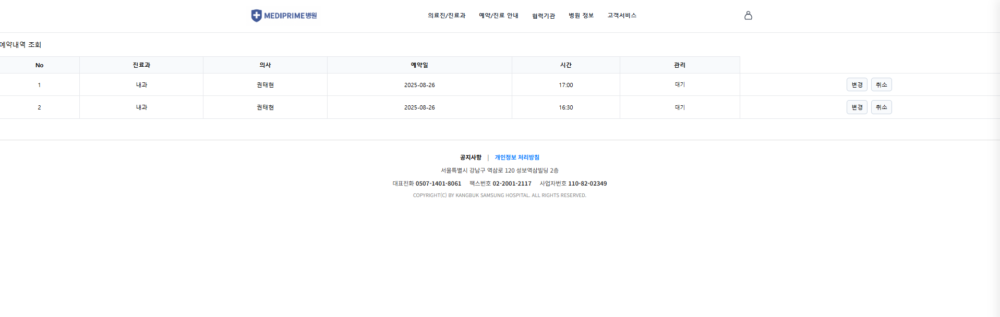 MEDIPRIME병원 의료진/진료과 예약/진료 안내 협력기관 병원 정보 고객서비스
예약내역 조회
No 진료과 의사 예약일 시간 관리
1 내과 권태현 2025-08-26 17:00 대기 변경 취소
2 내과 권태현 2025-08-26 16:30 대기 변경 취소
공지사항 | 개인정보 처리방침
서울특별시 강남구 역삼로 120 성보역삼빌딩 2층
대표전화 0507-1401-8061 팩스번호 02-2001-2117 사업자번호 110-82-02349
COPYRIGHT(C) BY KANGBUK SAMSUNG HOSPITAL. ALL RIGHTS RESERVED.